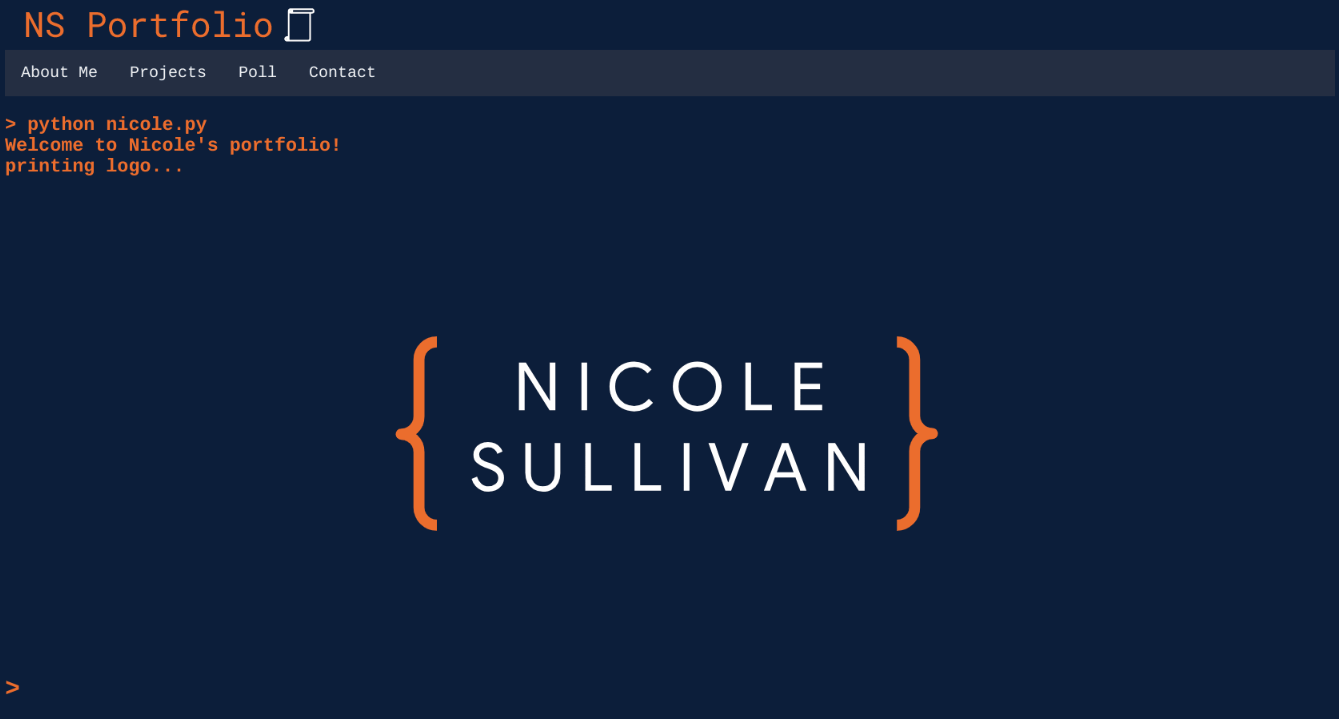 NS Portfolio
About Me Projects Poll Contact
> python nicole.py
Welcome to Nicole's portfolio!
printing logo...
{ NICOLE
SULLIVAN }
>